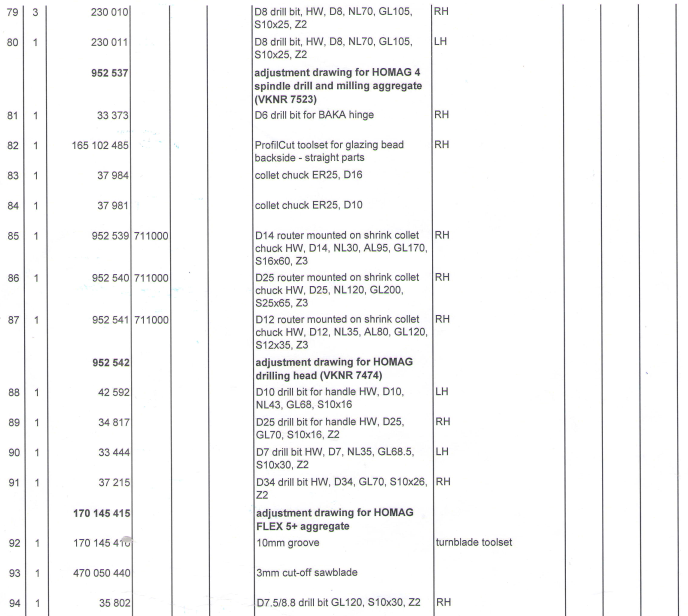 79 3 230 010 D8 drill bit, HW, D8, NL70, GL105, RH
S10x25, Z2
80 1 230 011 D8 drill bit, HW, D8, NL70, GL105, LH
S10x25, Z2
952 537 adjustment drawing for HOMAG 4
spindle drill and milling aggregate
(VKNR 7523)
81 1 33 373 D6 drill bit for BAKA hinge RH
82 1 165 102 485 ProfilCut toolset for glazing bead RH
backside - straight parts
83 1 37 984 collet chuck ER25, D16
84 1 37 981 collet chuck ER25, D10
85 1 952 539 711000 D14 router mounted on shrink collet RH
chuck HW, D14, NL30, AL95, GL170,
S16x60, Z3
86 1 952 540 711000 D25 router mounted on shrink collet RH
chuck HW, D25, NL120, GL200,
S25x65, Z3
87 1 952 541 711000 D12 router mounted on shrink collet RH
chuck HW, D12, NL35, AL80, GL120,
S12x35, Z3
952 542 adjustment drawing for HOMAG
drilling head (VKNR 7474)
88 1 42 592 D10 drill bit for handle HW, D10, LH
NL43, GL68, S10x16
89 1 34 817 D25 drill bit for handle HW, D25, RH
GL70, S10x16, Z2
90 1 33 444 D7 drill bit HW, D7, NL35, GL68.5, LH
S10x30, Z2
91 1 37 215 D34 drill bit HW, D34, GL70, S10x26, RH
Z2
170 145 415 adjustment drawing for HOMAG
FLEX 5+ aggregate
92 1 170 145 416 10mm groove turnblade toolset
93 1 470 050 440 3mm cut-off sawblade
94 1 35 802 D7.5/8.8 drill bit GL120, S10x30, Z2 RH